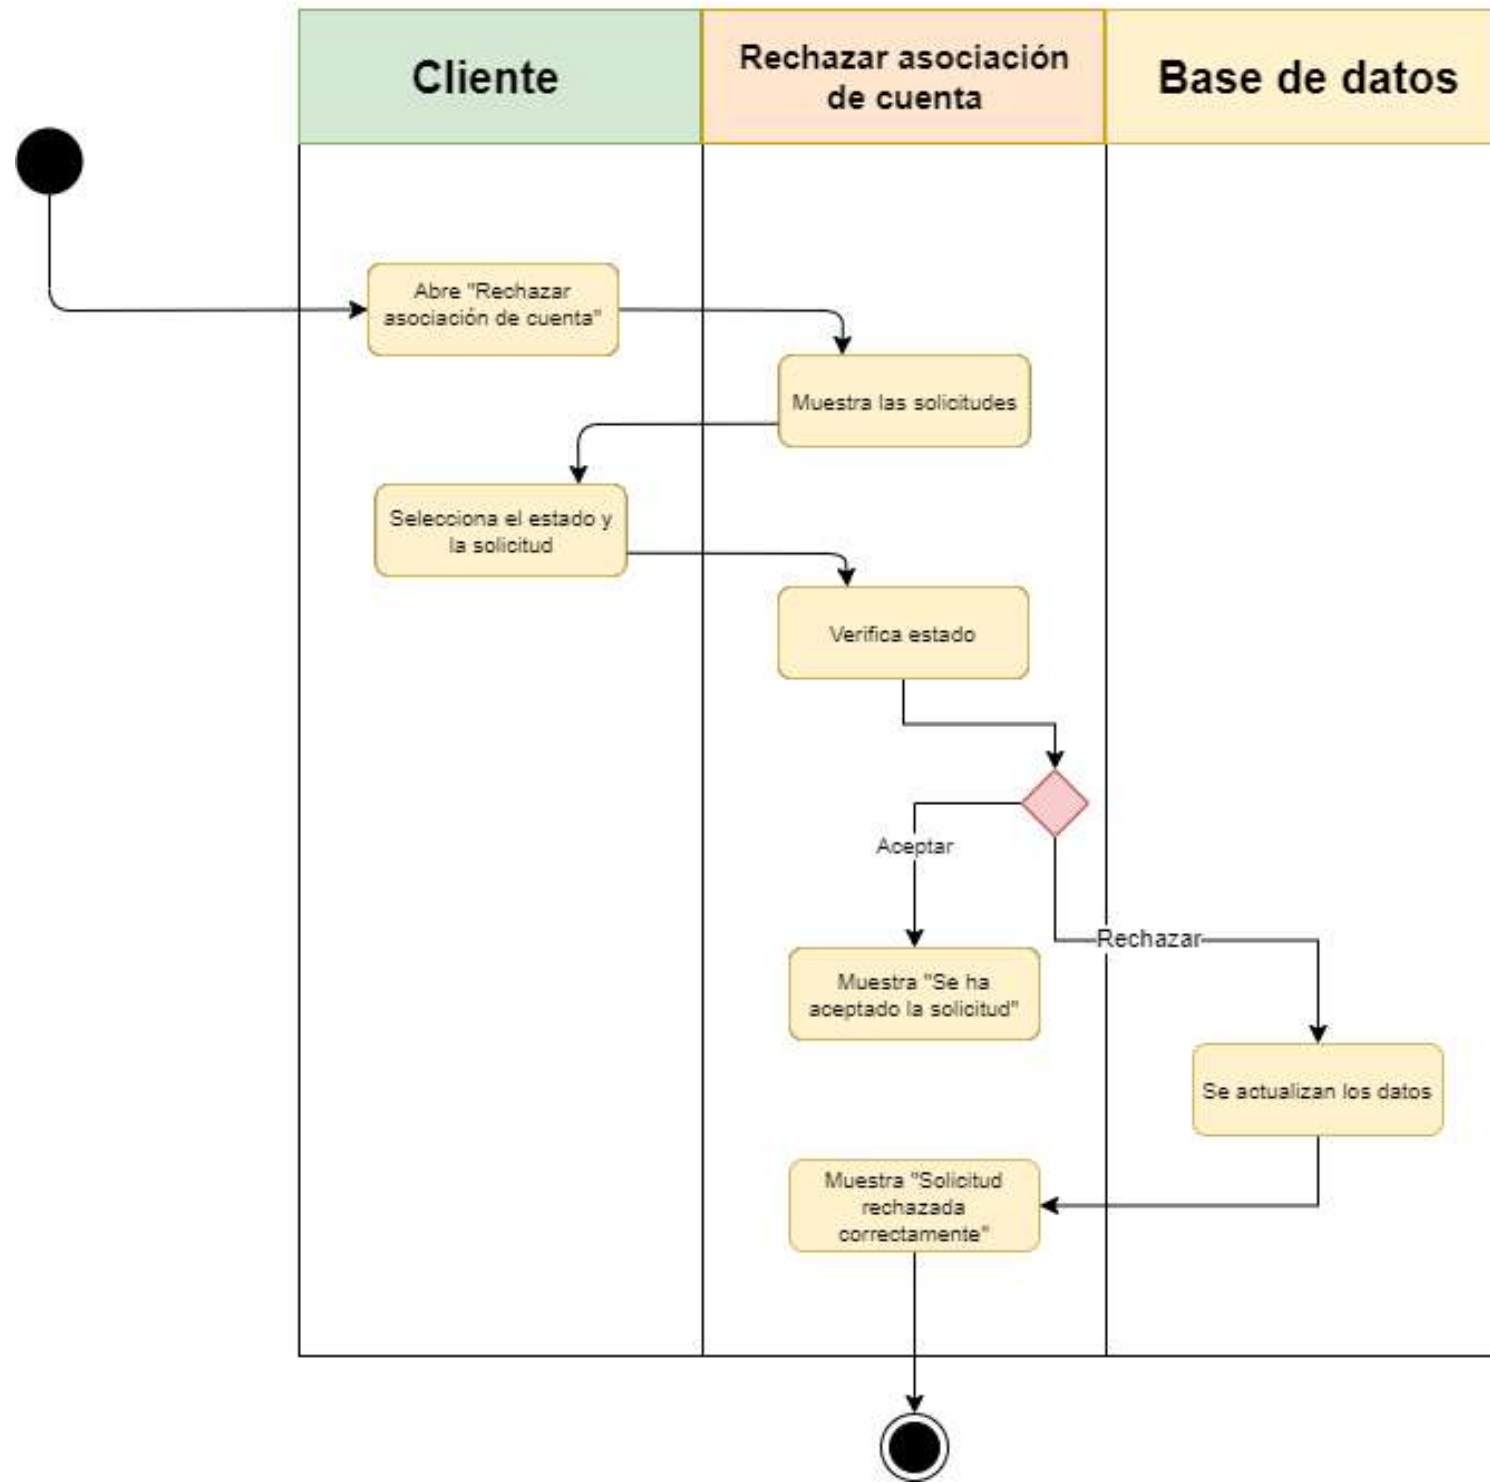 Cliente
Rechazar asociación
de cuenta
Base de datos
Abre "Rechazar
asociación de cuenta"
Muestra las solicitudes
Selecciona el estado y
la solicitud
Verifica estado
Aceptar
Rechazar
Muestra "Se ha
aceptado la solicitud"
Se actualizan los datos
Muestra "Solicitud
rechazada
correctamente"